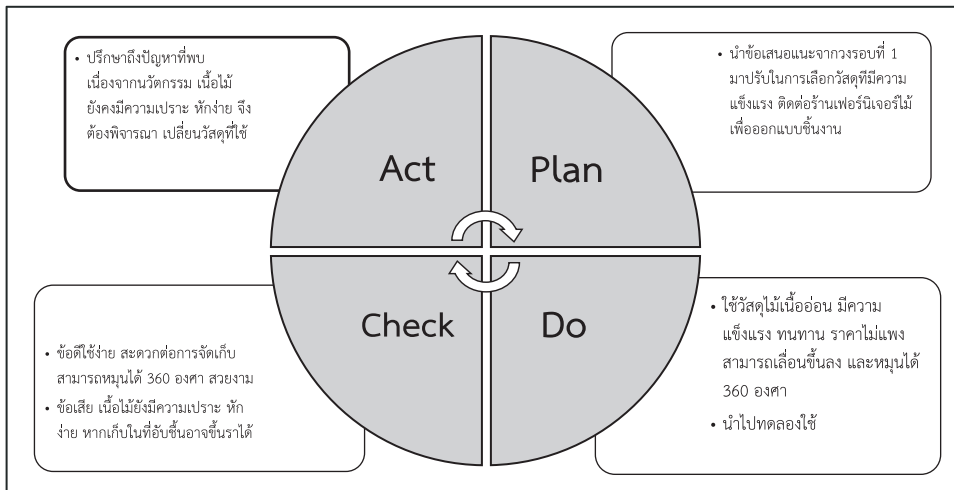 • ปรึกษาถึงปัญหาที่พบ
เนื่องจากนวัตกรรม เนื้อไม้
ยังคงมีความเปราะ หักง่าย จึง
ต้องพิจารณา เปลี่ยนวัสดุที่ใช้
Act
Plan
• นำข้อเสนอแนะจากวงรอบที่ 1
มาปรับในการเลือกวัสดุที่มีความ
แข็งแรง ติดต่อร้านเฟอร์นิเจอร์ไม้
เพื่อออกแบบชิ้นงาน
• ข้อดีใช้ง่าย สะดวกต่อการจัดเก็บ
สามารถหมุนได้ 360 องศา สวยงาม
• ข้อเสีย เนื้อไม้ยังมีความเปราะ หัก
ง่าย หากเก็บในที่อับชื้นอาจขึ้นราได้
Check
Do
• ใช้วัสดุไม้เนื้ออ่อน มีความ
แข็งแรง ทนทาน ราคาไม่แพง
สามารถเลื่อนขึ้นลง และหมุนได้
360 องศา
• นำไปทดลองใช้